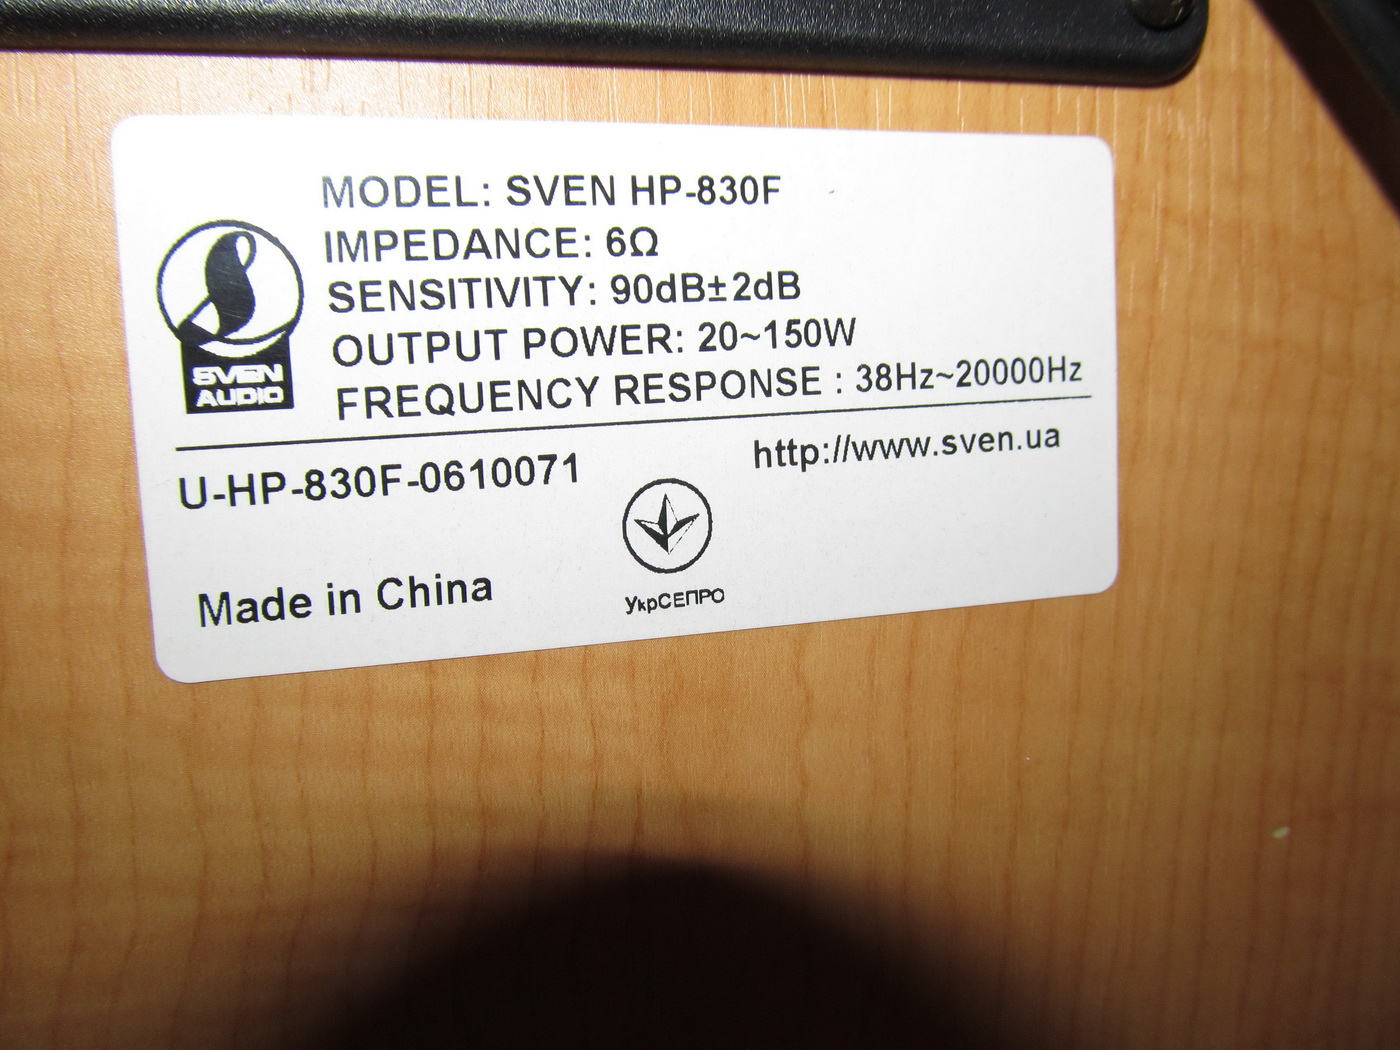 MODEL: SVEN HP-830F
IMPEDANCE: 6Ω
SENSITIVITY: 90dB±2dB
OUTPUT POWER: 20~150W
FREQUENCY RESPONSE : 38Hz~20000Hz
SVEN
AUDIO
U-HP-830F-0610071
http://www.sven.ua
Made in China
УкрСЕПРО